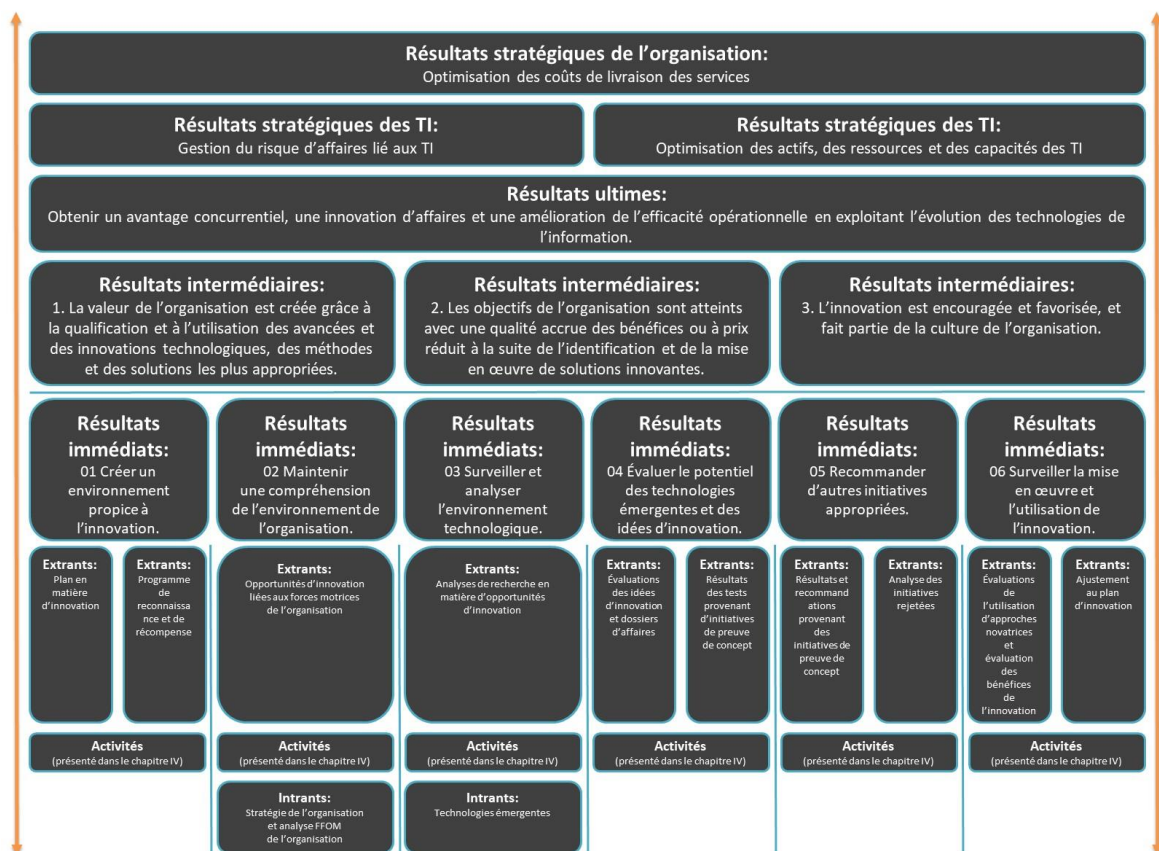 Résultats stratégiques de l'organisation:
Optimisation des coûts de livraison des services
Résultats stratégiques des TI:
Gestion du risque d'affaires lié aux TI
Résultats stratégiques des TI:
Optimisation des actifs, des ressources et des capacités des TI
Résultats ultimes:
Obtenir un avantage concurrentiel, une innovation d'affaires et une amélioration de l'efficacité opérationnelle en exploitant l'évolution des technologies de
l'information.
Résultats intermédiaires:
1. La valeur de l'organisation est créée grâce à
la qualification et à l'utilisation des avancées et
des innovations technologiques, des méthodes
et des solutions les plus appropriées.
Résultats intermédiaires:
2. Les objectifs de l'organisation sont atteints
avec une qualité accrue des bénéfices ou à prix
réduit à la suite de l'identification et de la mise
en œuvre de solutions innovantes.
Résultats intermédiaires:
3. L'innovation est encouragée et favorisée, et
fait partie de la culture de l'organisation.
Résultats
immédiats:
01 Créer un
environnement
propice à
l'innovation.
Résultats
immédiats:
02 Maintenir
une compréhension
de l'environnement de
l'organisation.
Résultats
immédiats:
03 Surveiller et
analyser
l'environnement
technologique.
Résultats
immédiats:
04 Évaluer le potentiel
des technologies
émergentes et des
idées d'innovation.
Résultats
immédiats:
05 Recommander
d'autres initiatives
appropriées.
Résultats
immédiats:
06 Surveiller la mise
en œuvre et
l'utilisation de
l'innovation.
Extrants:
Plan en
matière
d'innovation
Extrants:
Programme
de
reconnaissa
nce et de
récompense
Extrants:
Opportunités d'innovation
liées aux forces motrices
de l'organisation
Extrants:
Analyses de recherche en
matière d'opportunités
d'innovation
Extrants:
Évaluations
des idées
d'innovation
et dossiers
d'affaires
Extrants:
Résultats
des tests
provenant
d'initiatives
de preuve
de concept
Extrants:
Résultats et
recommand
ations
provenant
des
initiatives de
preuve de
concept
Extrants:
Analyse des
initiatives
rejetées
Extrants:
Évaluations
de
l'utilisation
d'approches
novatrices
et
évaluation
des
bénéfices
de
l'innovation
Extrants:
Ajustement
au plan
d'innovation
Activités
(présenté dans le chapitre IV)
Activités
(présenté dans le chapitre IV)
Activités
(présenté dans le chapitre IV)
Activités
(présenté dans le chapitre IV)
Activités
(présenté dans le chapitre IV)
Activités
(présenté dans le chapitre IV)
Intrants:
Stratégie de l'organisation
et analyse FFOM
de l'organisation
Intrants:
Technologies émergentes